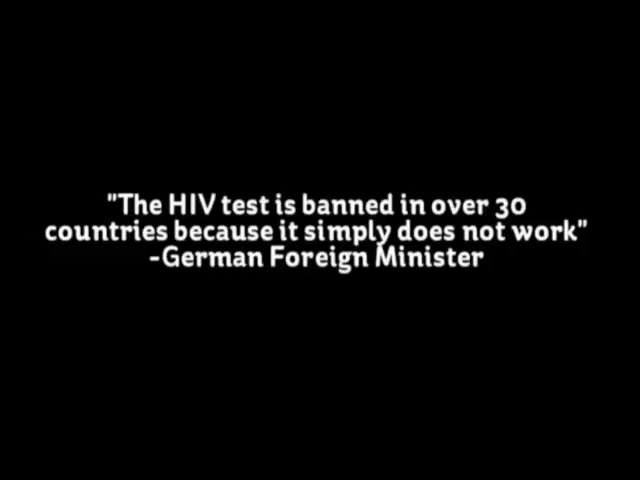 "The HIV test is banned in over 30
countries because it simply does not work"
-German Foreign Minister